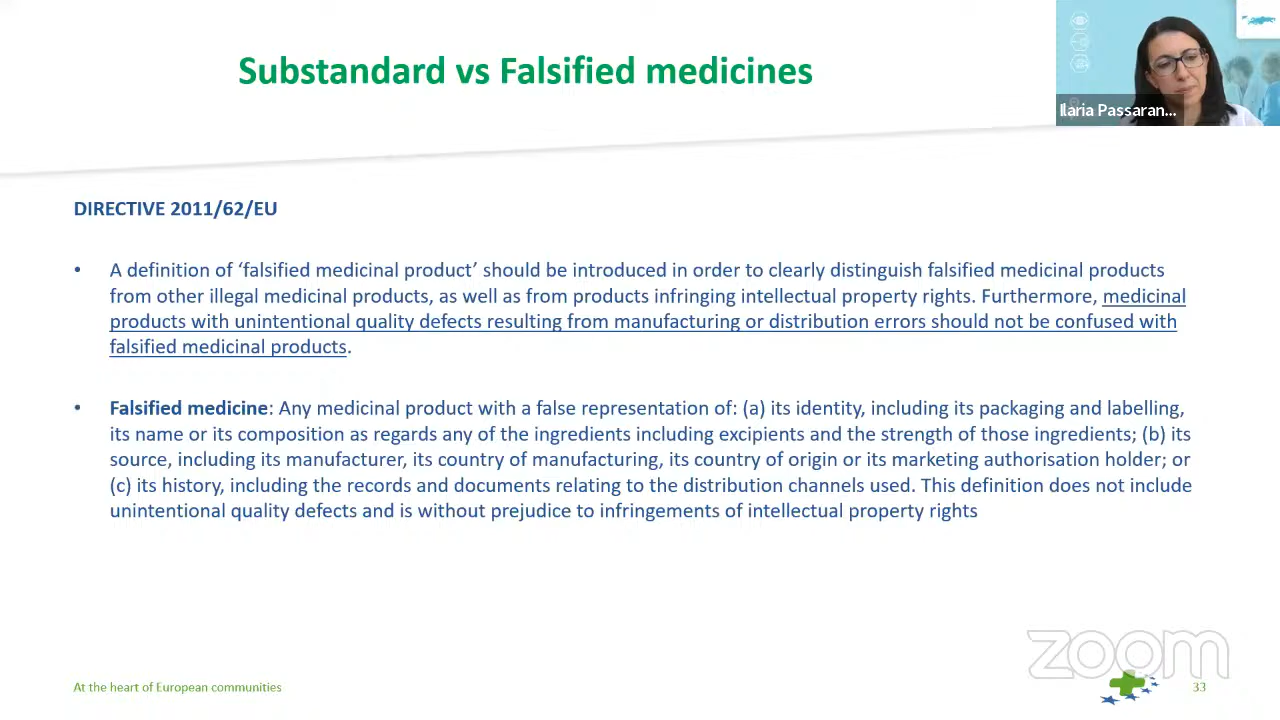 Substandard vs Falsified medicines
Ilaria Passaran...
DIRECTIVE 2011/62/EU
• A definition of ‘falsified medicinal product’ should be introduced in order to clearly distinguish falsified medicinal products
from other illegal medicinal products, as well as from products infringing intellectual property rights. Furthermore, medicinal
products with unintentional quality defects resulting from manufacturing or distribution errors should not be confused with
falsified medicinal products.
• Falsified medicine: Any medicinal product with a false representation of: (a) its identity, including its packaging and labelling,
its name or its composition as regards any of the ingredients including excipients and the strength of those ingredients; (b) its
source, including its manufacturer, its country of manufacturing, its country of origin or its marketing authorisation holder; or
(c) its history, including the records and documents relating to the distribution channels used. This definition does not include
unintentional quality defects and is without prejudice to infringements of intellectual property rights
zoom
At the heart of European communities
33